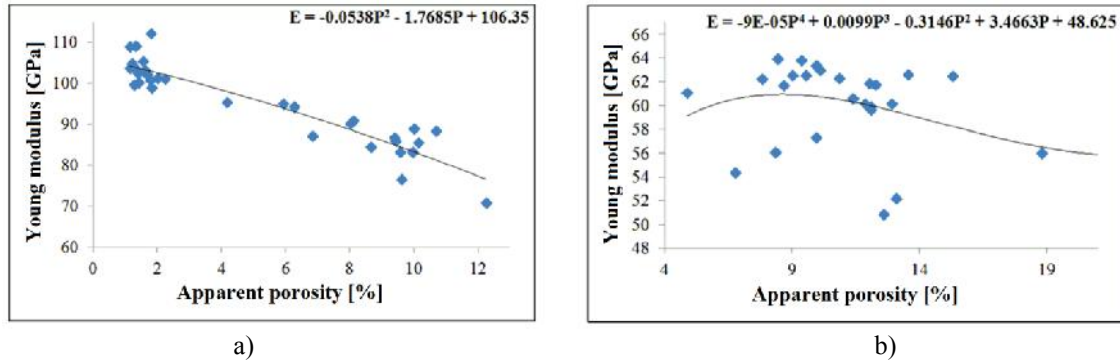 E = -0.0538P² - 1.7685P + 106.35
Young modulus [GPa]
110
100
90
80
70
60
0 2 4 6 8 10 12
Apparent porosity [%]
a)
E = -9E-05P⁴ + 0.0099P³ - 0.3146P² + 3.4663P + 48.625
Young modulus [GPa]
66
64
62
60
58
56
54
52
50
48
4 9 14 19
Apparent porosity [%]
b)